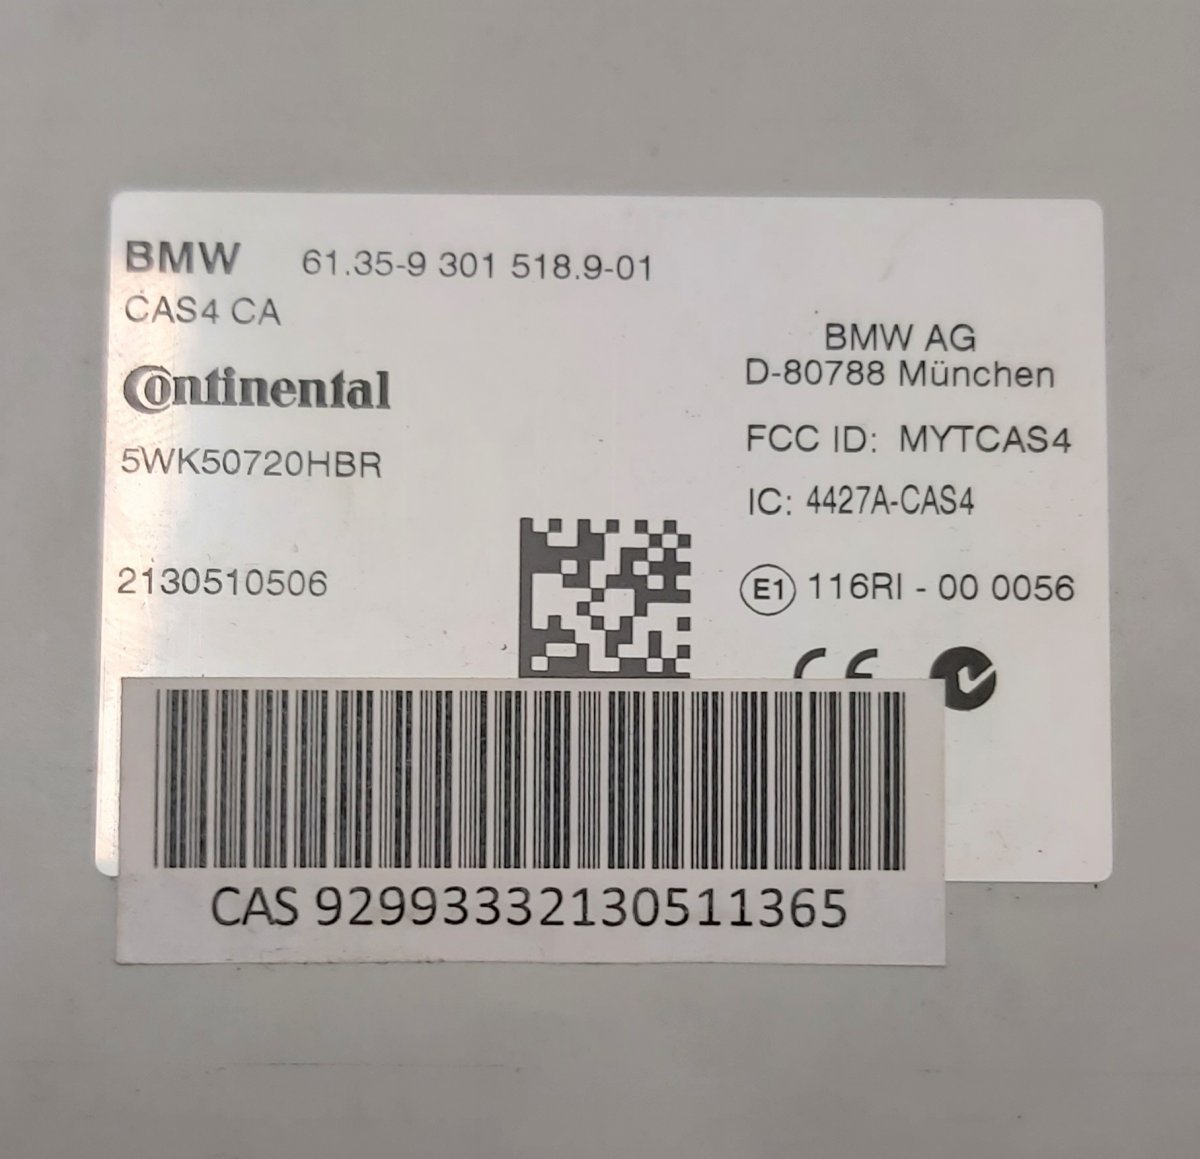 BMW 61.35-9 301 518.9-01
CAS4 CA
Continental
5WK50720HBR
2130510506
BMW AG
D-80788 München
FCC ID: MYTCAS4
IC: 4427A-CAS4
E1 116RI - 00 0056
CE
CAS 92993332130511365